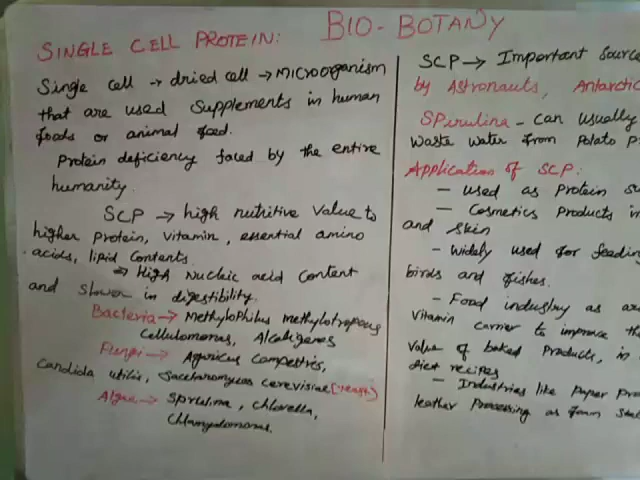 BIO-BOTANY
SINGLE CELL PROTEIN:
Single cell → dried cell → Microorganism
that are used supplements in human
foods or animal feed.
Protein deficiency faced by the entire
humanity.
SCP → high nutritive value to
higher protein, vitamin, essential amino
acids, lipid contents.
→ High nucleic acid content
and slower in digestibility.
Bacteria → Methylophilus methylotropous
Cellulomonas, Alcaligenes
Fungi → Agaricus campestris,
candida utilis, Saccharomyces cerevisiae (yeast)
Algae → Spirulina, chlorella,
chlamydomonas.
SCP → Important Source
by Astronauts, Antarctic
Spirulina - can usually
waste water from Potato P
Application of SCP:
- used as protein su
- Cosmetics Products in
and skin
- widely used for feeding
birds and fishes.
- Food industry as
vitamin carrier to improve the
value of baked products, in
diet recipes
- Industries like Paper Pro
leather processing as foam Sta